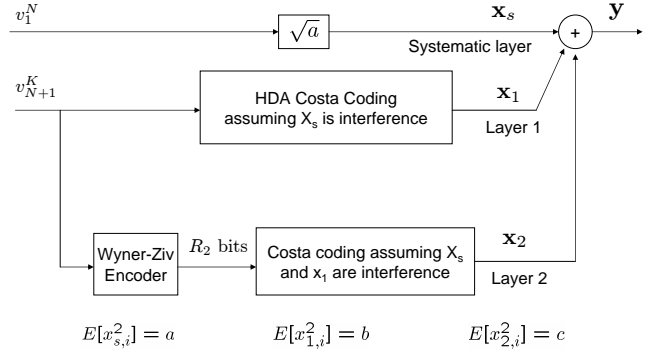 v_1^N
√a
x_s
y
+
Systematic layer
v_{N+1}^K
HDA Costa Coding
assuming X_s is interference
x_1
Layer 1
Wyner-Ziv
Encoder
R_2 bits
Costa coding assuming X_s
and x_1 are interference
x_2
Layer 2
E[x_{s,i}^2] = a
E[x_{1,i}^2] = b
E[x_{2,i}^2] = c